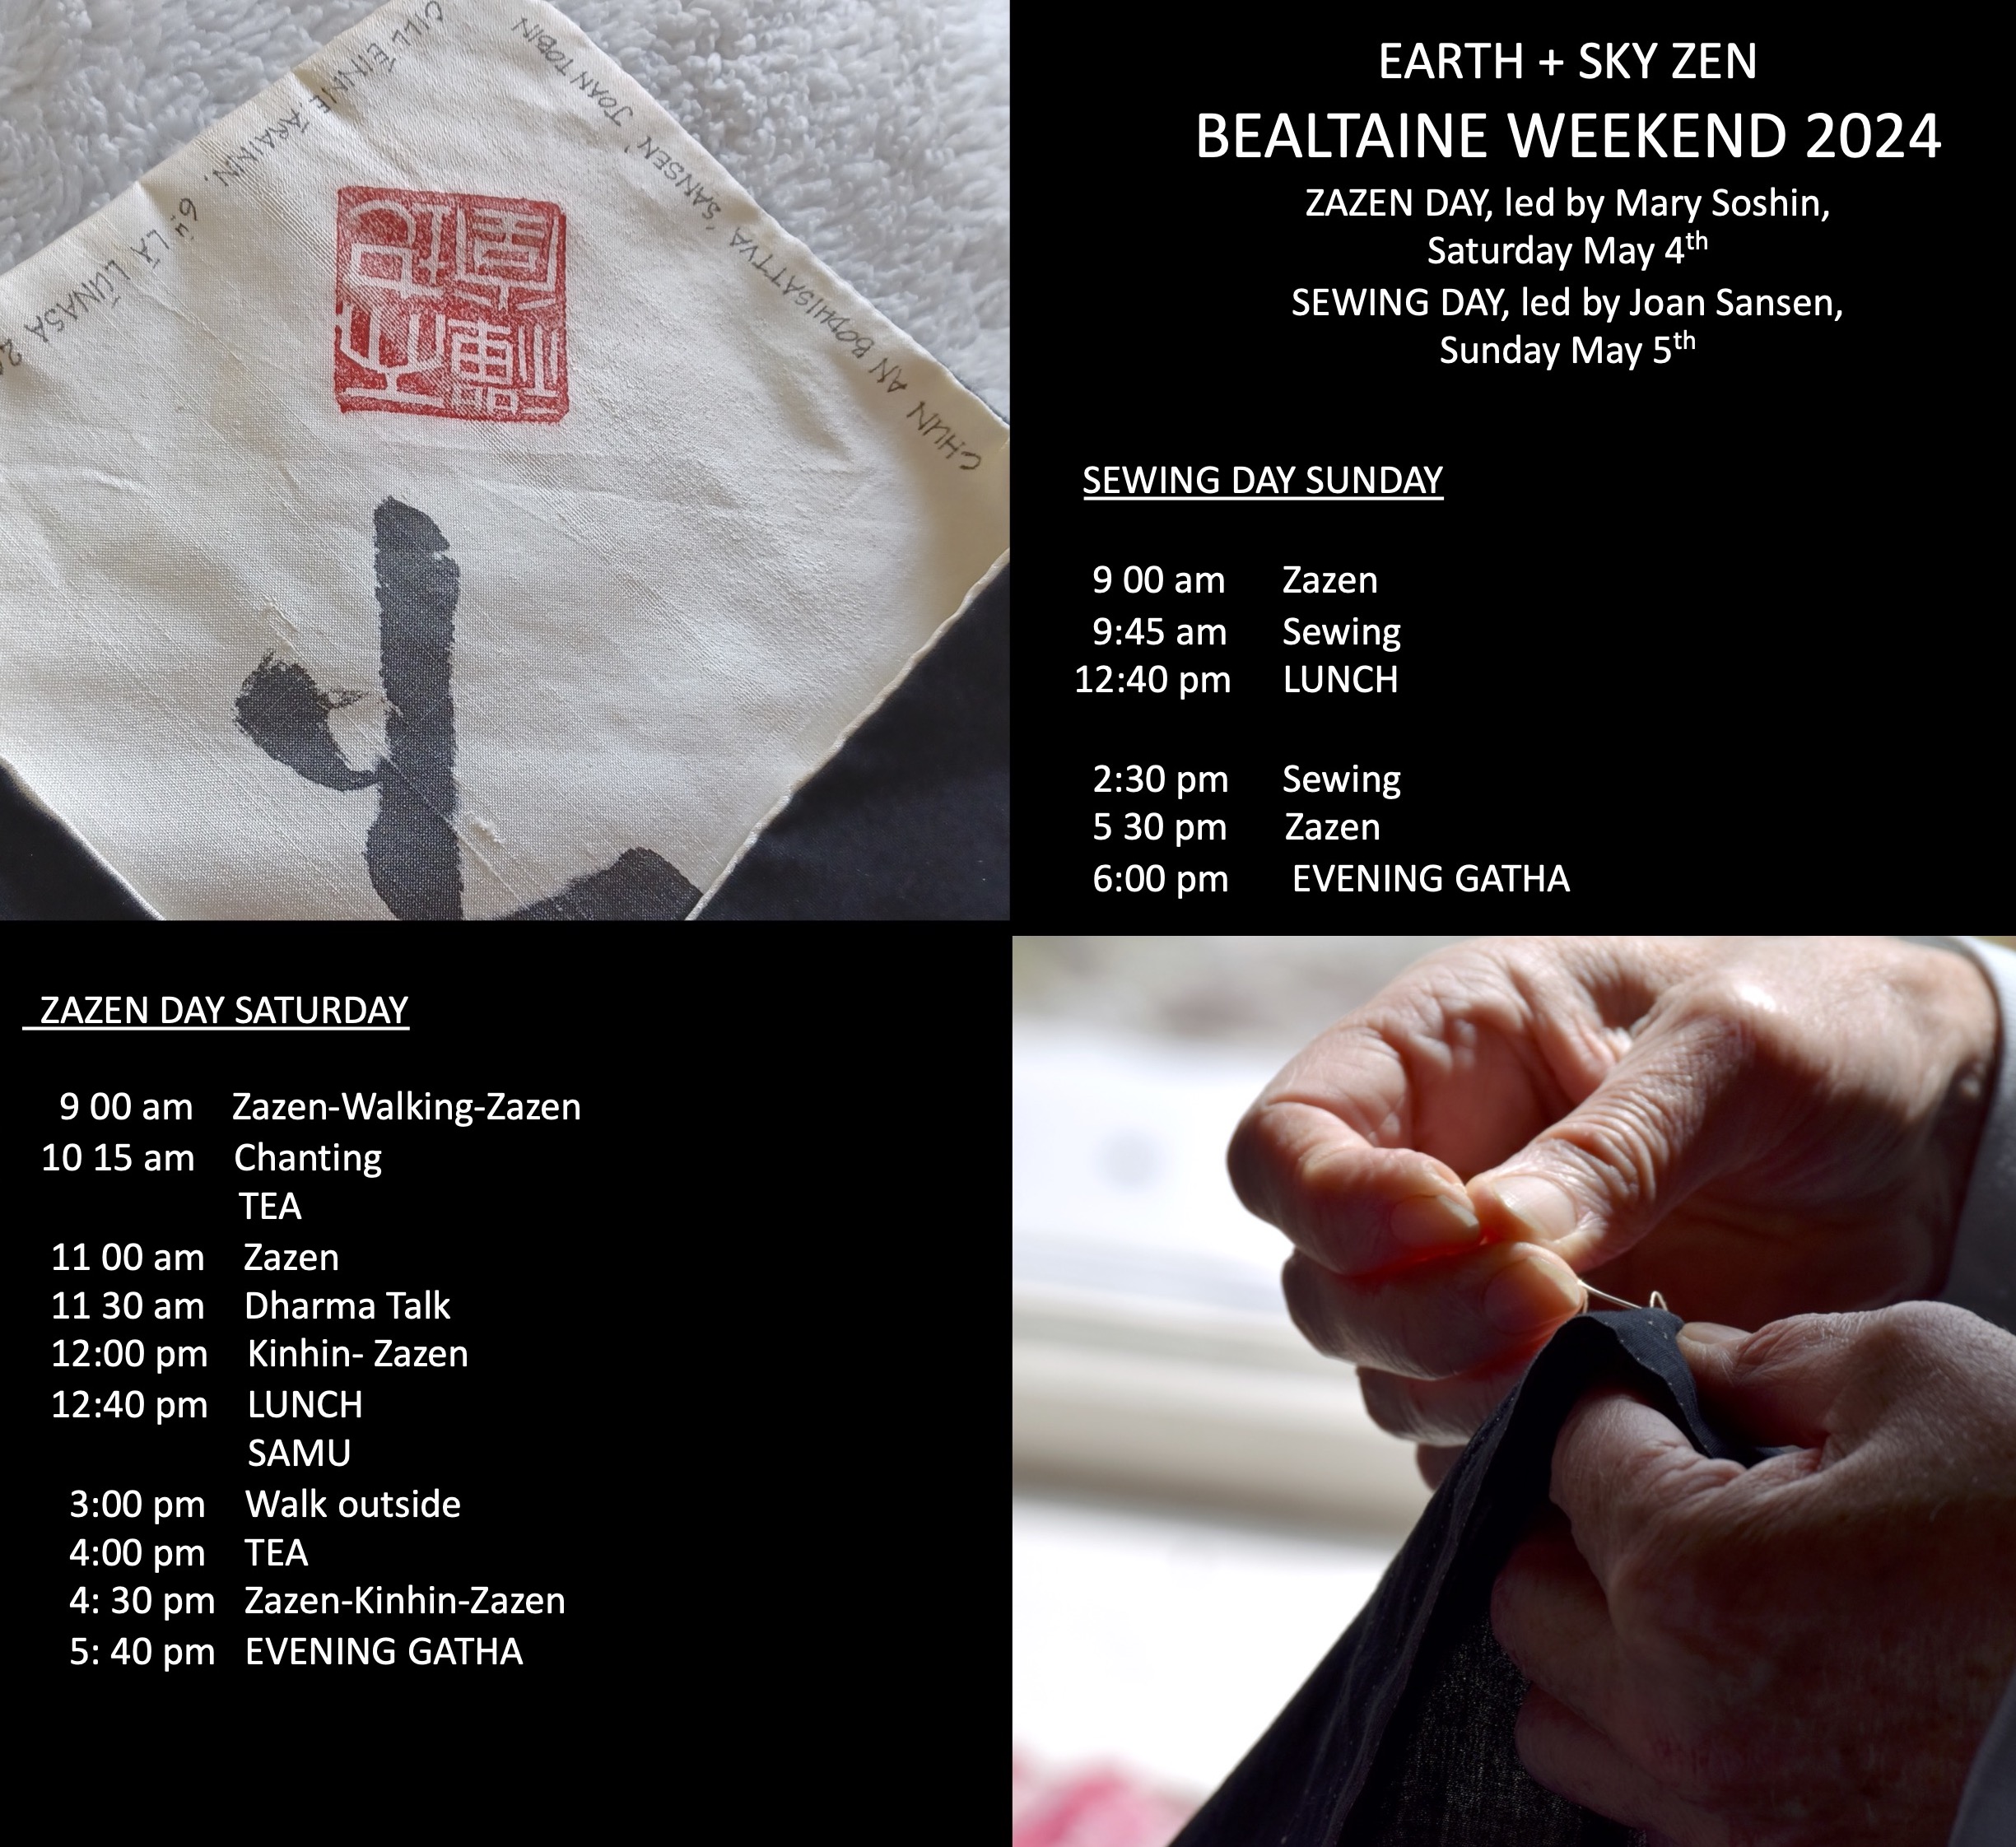 CILL ÉINNE, ÁRAINN.
6ú LÁ LÚNASA
CHUN AN BODHISATTVA 'SANSEN' JOAN TOBIN
EARTH + SKY ZEN
BEALTAINE WEEKEND 2024
ZAZEN DAY, led by Mary Soshin,
Saturday May 4th
SEWING DAY, led by Joan Sansen,
Sunday May 5th
SEWING DAY SUNDAY
9 00 am Zazen
9:45 am Sewing
12:40 pm LUNCH
2:30 pm Sewing
5 30 pm Zazen
6:00 pm EVENING GATHA
ZAZEN DAY SATURDAY
9 00 am Zazen-Walking-Zazen
10 15 am Chanting
TEA
11 00 am Zazen
11 30 am Dharma Talk
12:00 pm Kinhin- Zazen
12:40 pm LUNCH
SAMU
3:00 pm Walk outside
4:00 pm TEA
4: 30 pm Zazen-Kinhin-Zazen
5: 40 pm EVENING GATHA